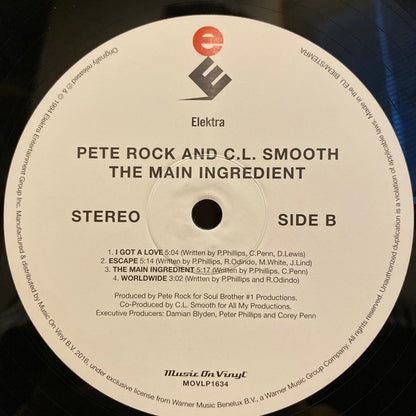 e
E
Elektra
PETE ROCK AND C.L. SMOOTH
THE MAIN INGREDIENT
STEREO
SIDE B
1. I GOT A LOVE 5:04 (Written by P.Phillips, C.Penn, D.Lewis)
2. ESCAPE 5:14 (Written by P.Phillips, R.Odindo, M.White, J.Lind)
3. THE MAIN INGREDIENT 5:17 (Written by P.Phillips, C.Penn)
4. WORLDWIDE 3:02 (Written by P.Phillips and R.Odindo)
Produced by Pete Rock for Soul Brother #1 Productions.
Co-Produced by C.L. Smooth for All My Productions.
Executive Producers: Damian Blyden, Peter Phillips and Corey Penn
Music On Vinyl
MOVLP1634
Originally released ℗ & © 1994 Elektra Entertainment Group Inc. Manufactured & distributed by Music On Vinyl B.V. 2016, under exclusive license from Warner Music Benelux B.V., a Warner Music Group Company. All rights reserved. Unauthorized duplication is a violation of applicable laws. Made in the EU. BIEM/STEMRA